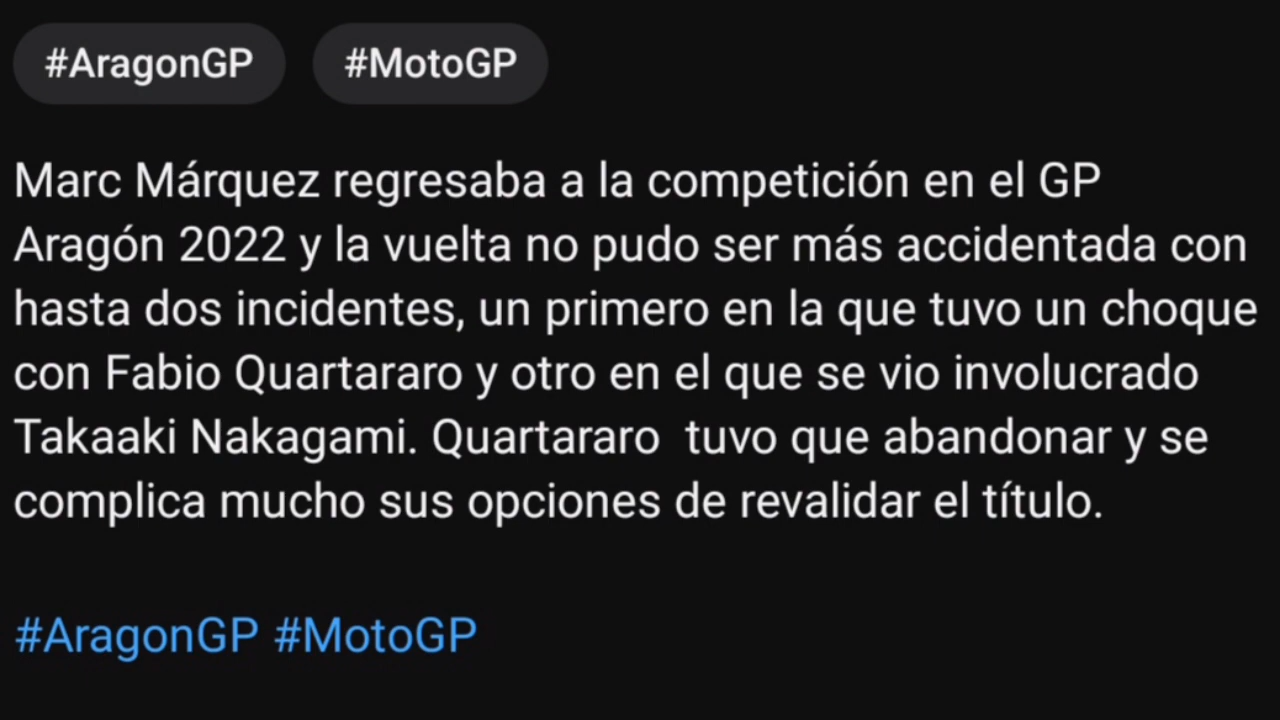 #AragonGP #MotoGP
Marc Márquez regresaba a la competición en el GP
Aragón 2022 y la vuelta no pudo ser más accidentada con
hasta dos incidentes, un primero en la que tuvo un choque
con Fabio Quartararo y otro en el que se vio involucrado
Takaaki Nakagami. Quartararo  tuvo que abandonar y se
complica mucho sus opciones de revalidar el título.
#AragonGP #MotoGP